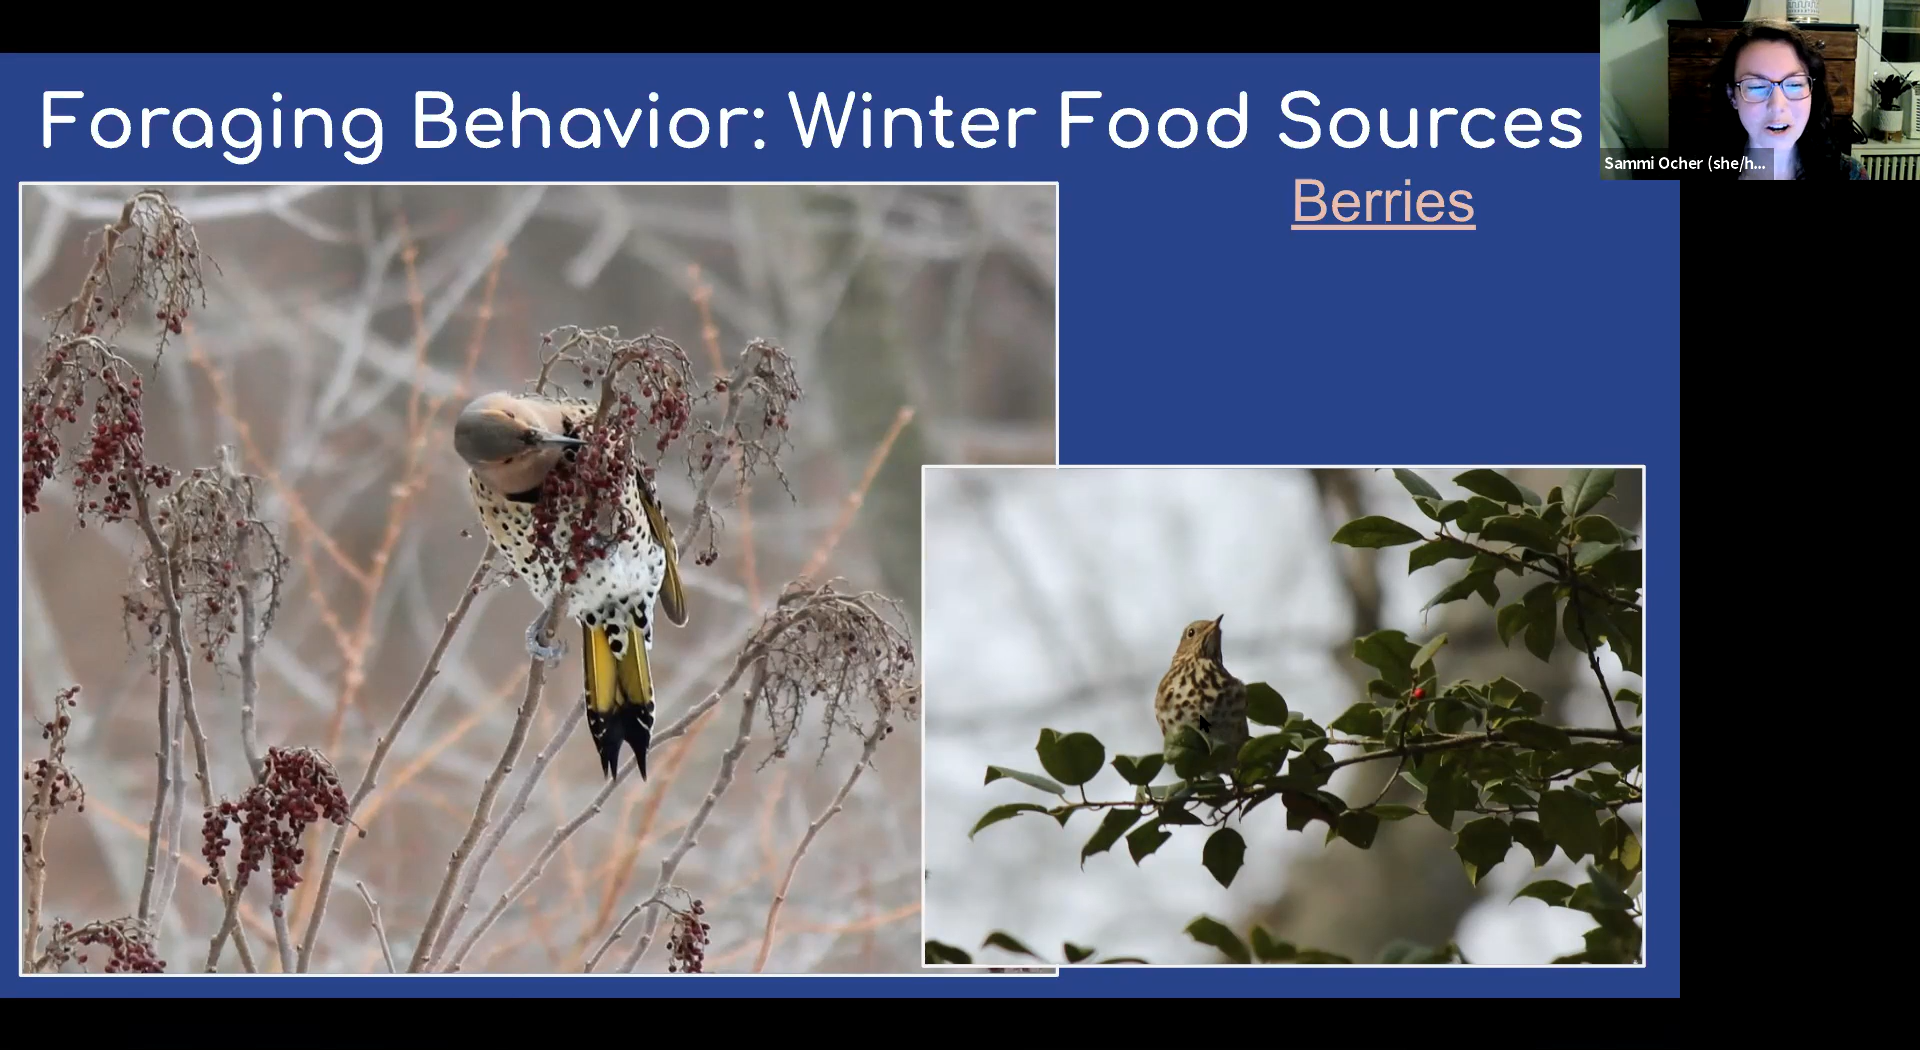 Foraging Behavior: Winter Food Sources
Sammi Ocher (she/h...
Berries